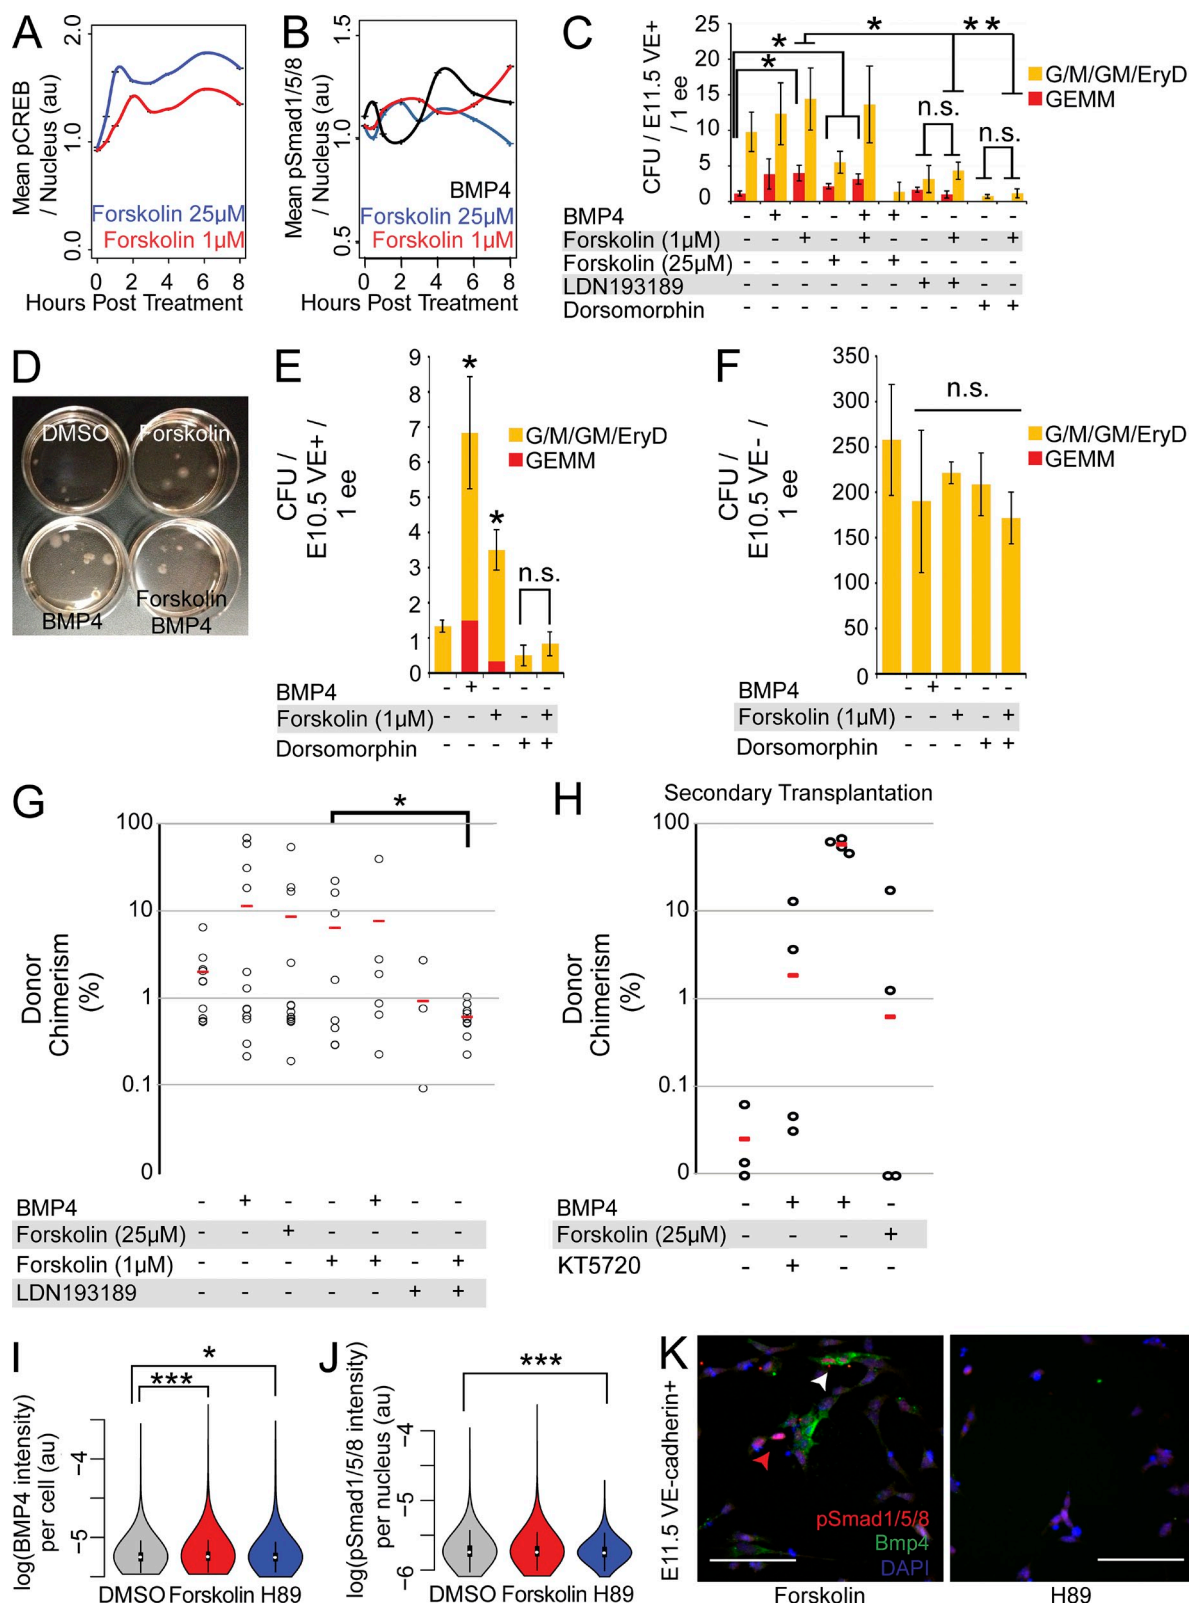 A
Mean pCREB
/ Nucleus (au)
2.0
1.0
0.0
Forskolin 25µM
Forskolin 1µM
0 2 4 6 8
Hours Post Treatment
B
Mean pSmad1/5/8
/ Nucleus (au)
1.5
1.0
0.5
BMP4
Forskolin 25µM
Forskolin 1µM
0 2 4 6 8
Hours Post Treatment
C
CFU / E11.5 VE+
/ 1 ee
25
20
15
10
5
0
* * * **
n.s.
n.s.
G/M/GM/EryD
GEMM
BMP4 - + - - + + - - - -
Forskolin (1µM) - - + - + - - + - +
Forskolin (25µM) - - - + - + - - - -
LDN193189 - - - - - - + + - -
Dorsomorphin - - - - - - - - + +
D
DMSO
Forskolin
BMP4
Forskolin
BMP4
E
CFU /
E10.5 VE+ /
1 ee
9
8
7
6
5
4
3
2
1
0
*
*
n.s.
G/M/GM/EryD
GEMM
BMP4 - + - - -
Forskolin (1µM) - - + - +
Dorsomorphin - - - + +
F
CFU /
E10.5 VE- /
1 ee
350
300
250
200
150
100
50
0
n.s.
G/M/GM/EryD
GEMM
BMP4 - + - - -
Forskolin (1µM) - - + - +
Dorsomorphin - - - + +
G
Donor
Chimerism
(%)
100
10
1
0.1
0
*
BMP4 - + - - + - -
Forskolin (25µM) - - + - - - -
Forskolin (1µM) - - - + + - +
LDN193189 - - - - - + +
H
Secondary Transplantation
Donor
Chimerism
(%)
100
10
1
0.1
0
BMP4 - + + -
Forskolin (25µM) - - - +
KT5720 - + - -
I
log(BMP4 intensity)
per cell (au)
-4
-5
*
***
DMSO Forskolin H89
J
log(pSmad1/5/8 intensity)
per nucleus (au)
-4
-5
-6
***
DMSO Forskolin H89
K
E11.5 VE-cadherin+
pSmad1/5/8
Bmp4
DAPI
Forskolin
H89